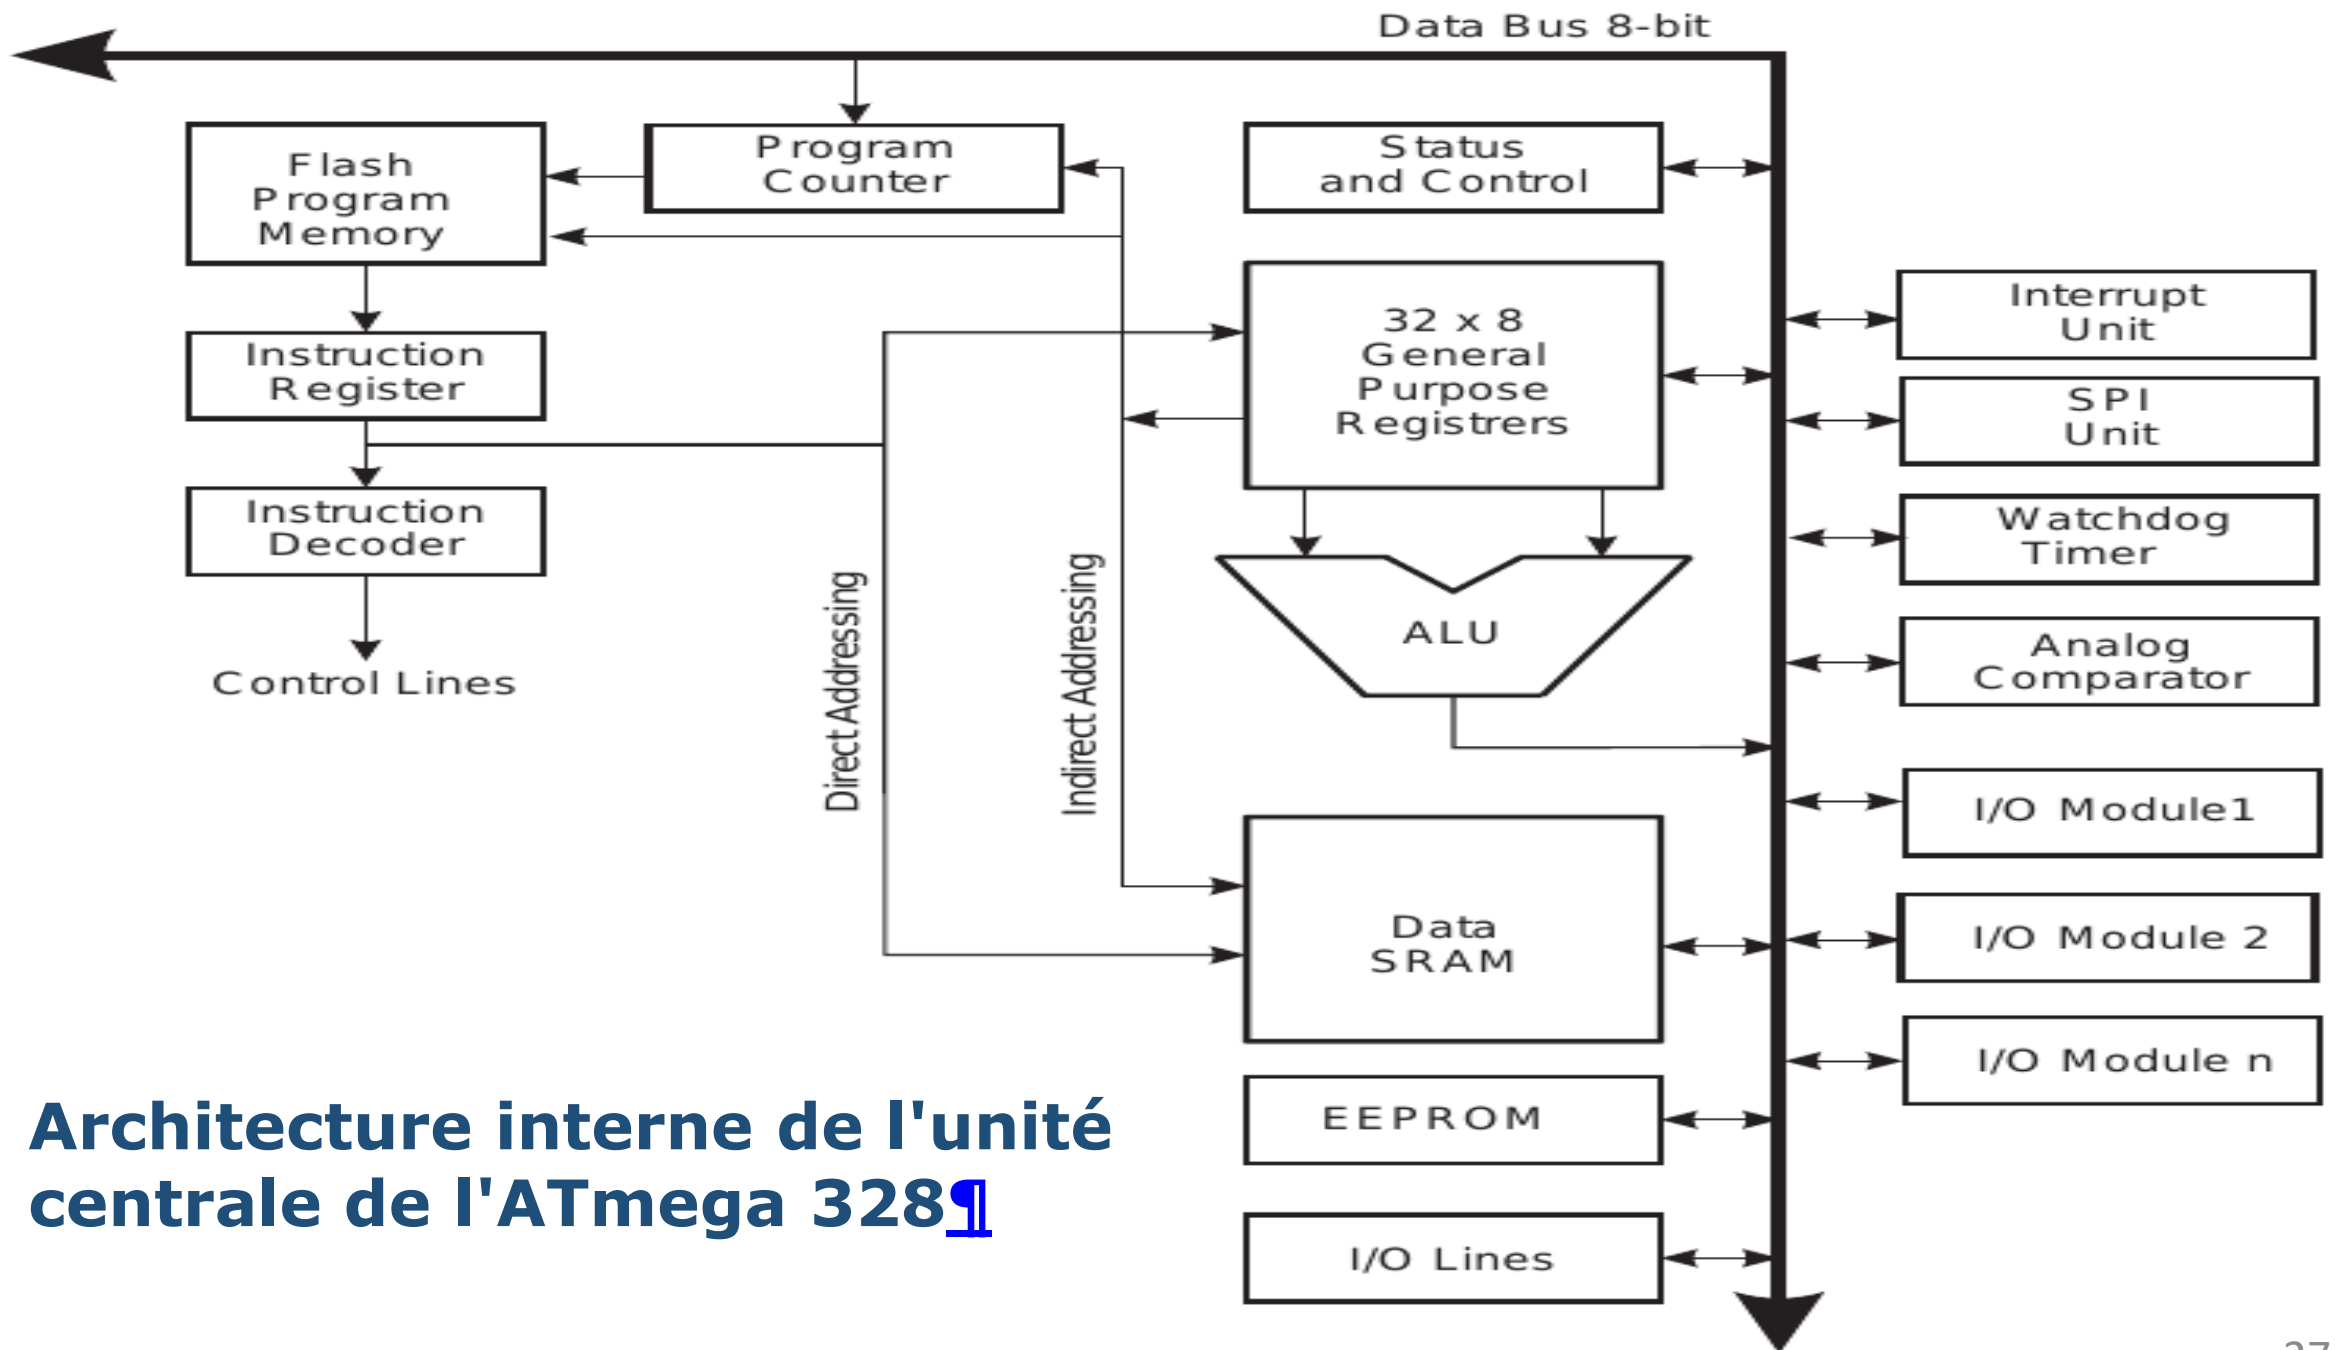 Data Bus 8-bit
Flash
Program
Memory
Program
Counter
Status
and Control
Instruction
Register
32 x 8
General
Purpose
Registrers
Interrupt
Unit
SPI
Unit
Instruction
Decoder
Watchdog
Timer
Control Lines
Direct Addressing
Indirect Addressing
ALU
Analog
Comparator
I/O Module1
Data
SRAM
I/O Module 2
I/O Module n
EEPROM
I/O Lines
Architecture interne de l'unité
centrale de l'ATmega 328¶